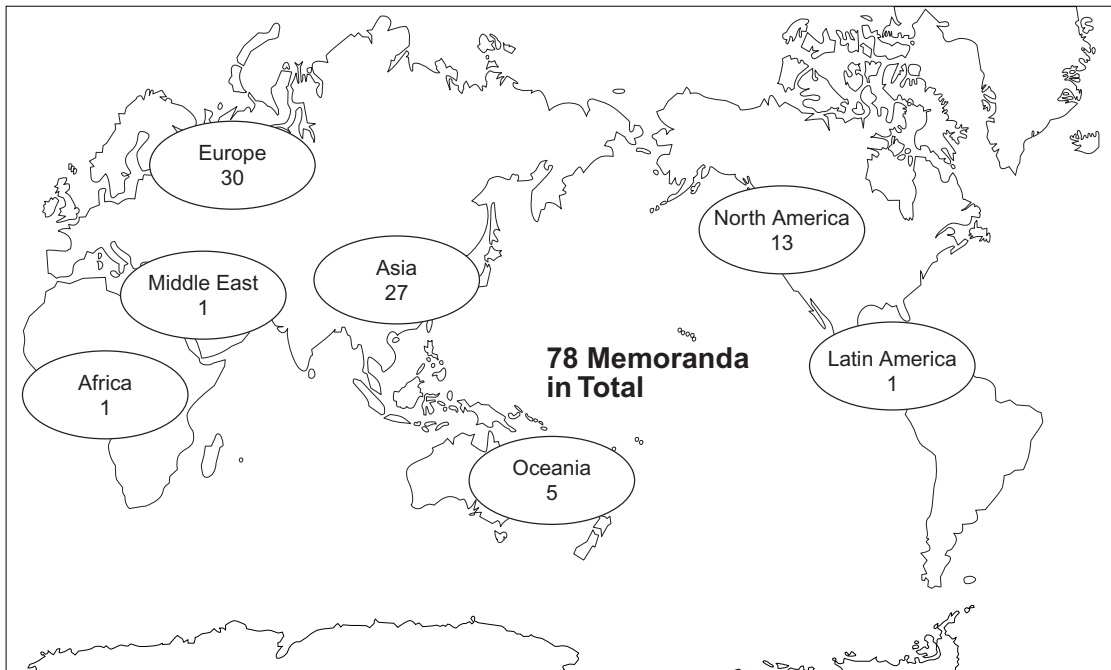 Europe
30
North America
13
Asia
27
Middle East
1
78 Memoranda
in Total
Latin America
1
Africa
1
Oceania
5